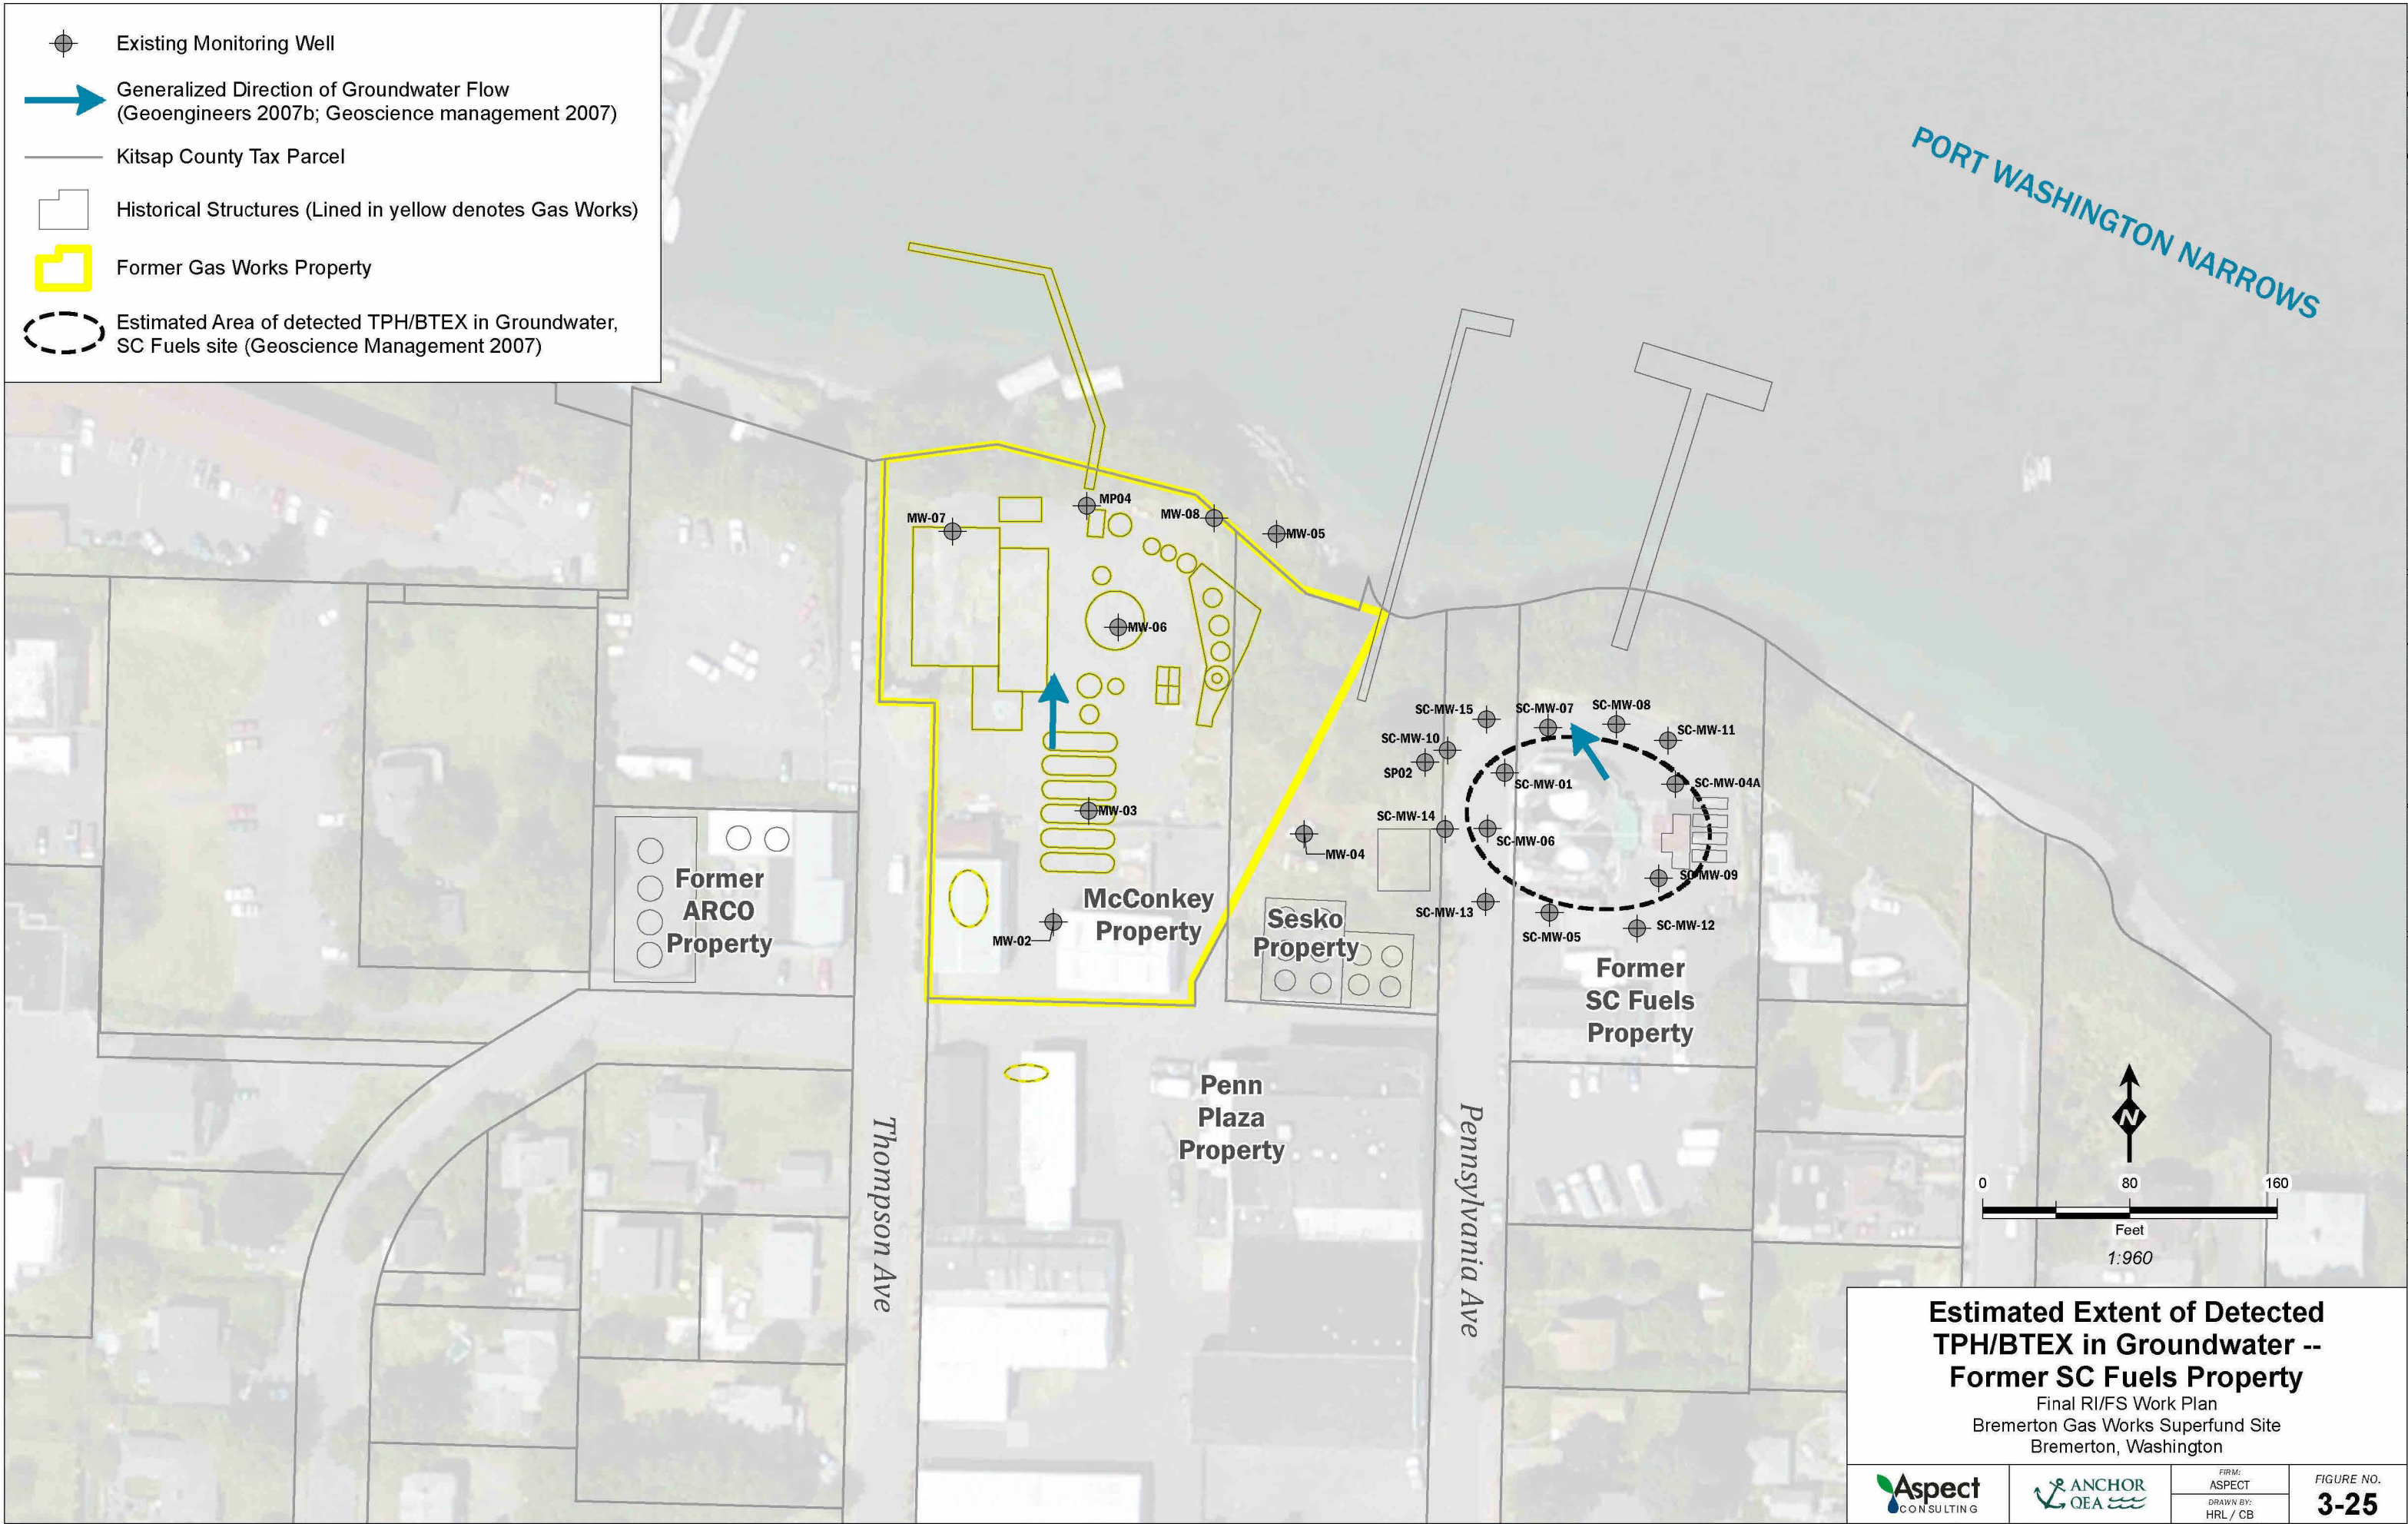 Existing Monitoring Well
Generalized Direction of Groundwater Flow
(Geoengineers 2007b; Geoscience management 2007)
Kitsap County Tax Parcel
Historical Structures (Lined in yellow denotes Gas Works)
Former Gas Works Property
Estimated Area of detected TPH/BTEX in Groundwater,
SC Fuels site (Geoscience Management 2007)
PORT WASHINGTON NARROWS
MP04
MW-07
MW-08
MW-05
MW-06
MW-03
MW-02
MW-04
SC-MW-15
SC-MW-07
SC-MW-08
SC-MW-11
SC-MW-10
SP02
SC-MW-01
SC-MW-04A
SC-MW-14
SC-MW-06
SC-MW-09
SC-MW-13
SC-MW-05
SC-MW-12
Former
ARCO
Property
McConkey
Property
Sesko
Property
Former
SC Fuels
Property
Penn
Plaza
Property
Thompson Ave
Pennsylvania Ave
N
0 80 160
Feet
1:960
Estimated Extent of Detected
TPH/BTEX in Groundwater --
Former SC Fuels Property
Final RI/FS Work Plan
Bremerton Gas Works Superfund Site
Bremerton, Washington
Aspect
CONSULTING
ANCHOR
QEA
FIRM:
ASPECT
DRAWN BY:
HRL / CB
FIGURE NO.
3-25